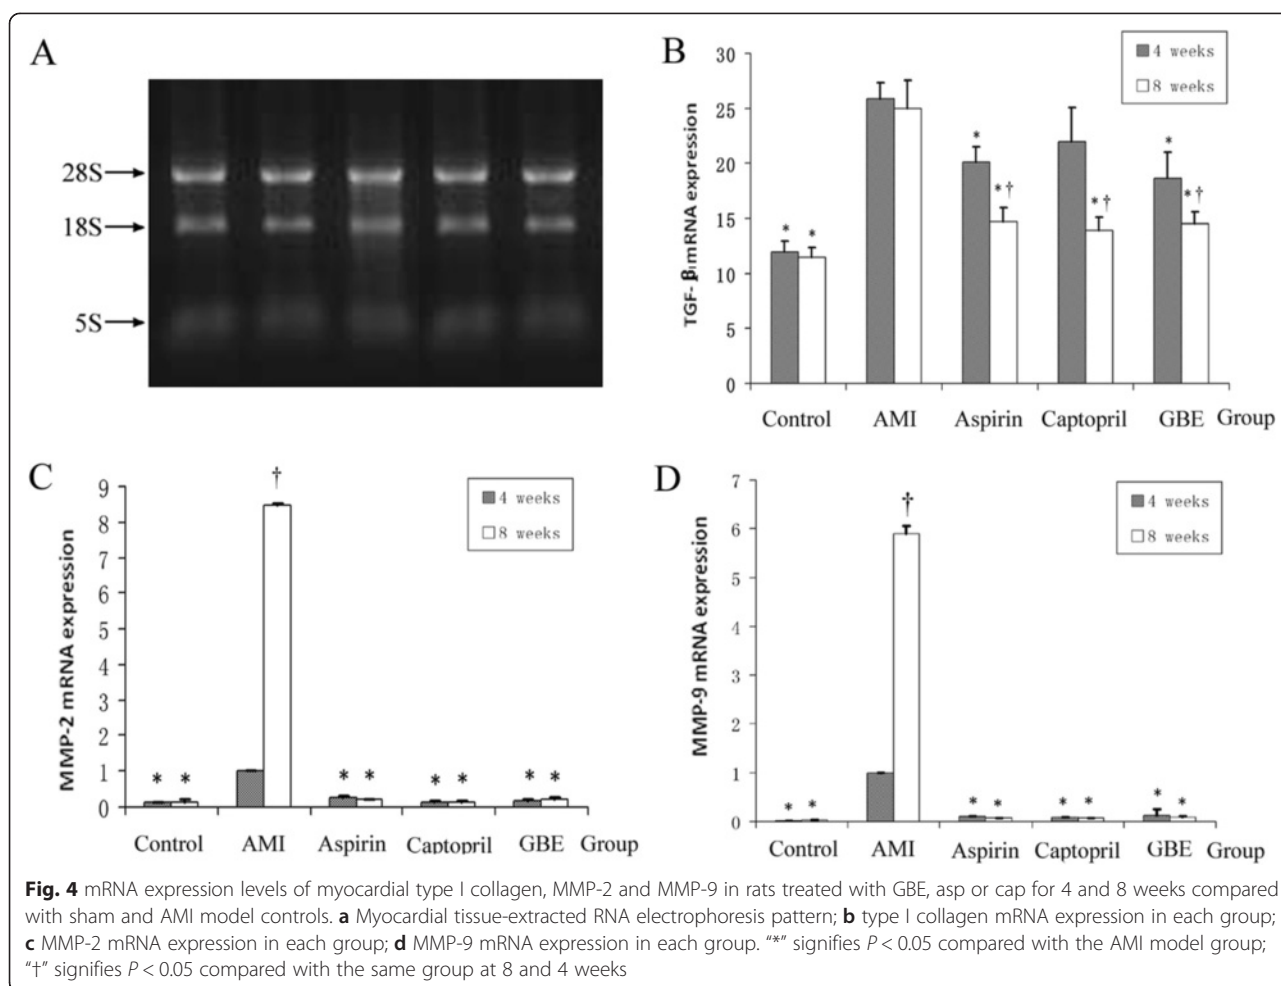 A
28S
18S
5S
B
TGF-β₁mRNA expression
30
25
20
15
10
5
0
4 weeks
8 weeks
* *
*
*†
*†
*
*†
Control AMI Aspirin Captopril GBE Group
C
MMP-2 mRNA expression
9
8
7
6
5
4
3
2
1
0
4 weeks
8 weeks
†
* * * * * * * *
Control AMI Aspirin Captopril GBE Group
D
MMP-9 mRNA expression
7
6
5
4
3
2
1
0
4 weeks
8 weeks
†
* * * * * * * *
Control AMI Aspirin Captopril GBE Group
Fig. 4 mRNA expression levels of myocardial type I collagen, MMP-2 and MMP-9 in rats treated with GBE, asp or cap for 4 and 8 weeks compared
with sham and AMI model controls. a Myocardial tissue-extracted RNA electrophoresis pattern; b type I collagen mRNA expression in each group;
c MMP-2 mRNA expression in each group; d MMP-9 mRNA expression in each group. “*” signifies P < 0.05 compared with the AMI model group;
“†” signifies P < 0.05 compared with the same group at 8 and 4 weeks